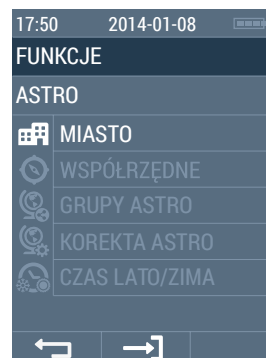 17:50 2014-01-08
FUNKCJE
ASTRO
MIASTO
WSPÓŁRZĘDNE
GRUPY ASTRO
KOREKTA ASTRO
CZAS LATO/ZIMA